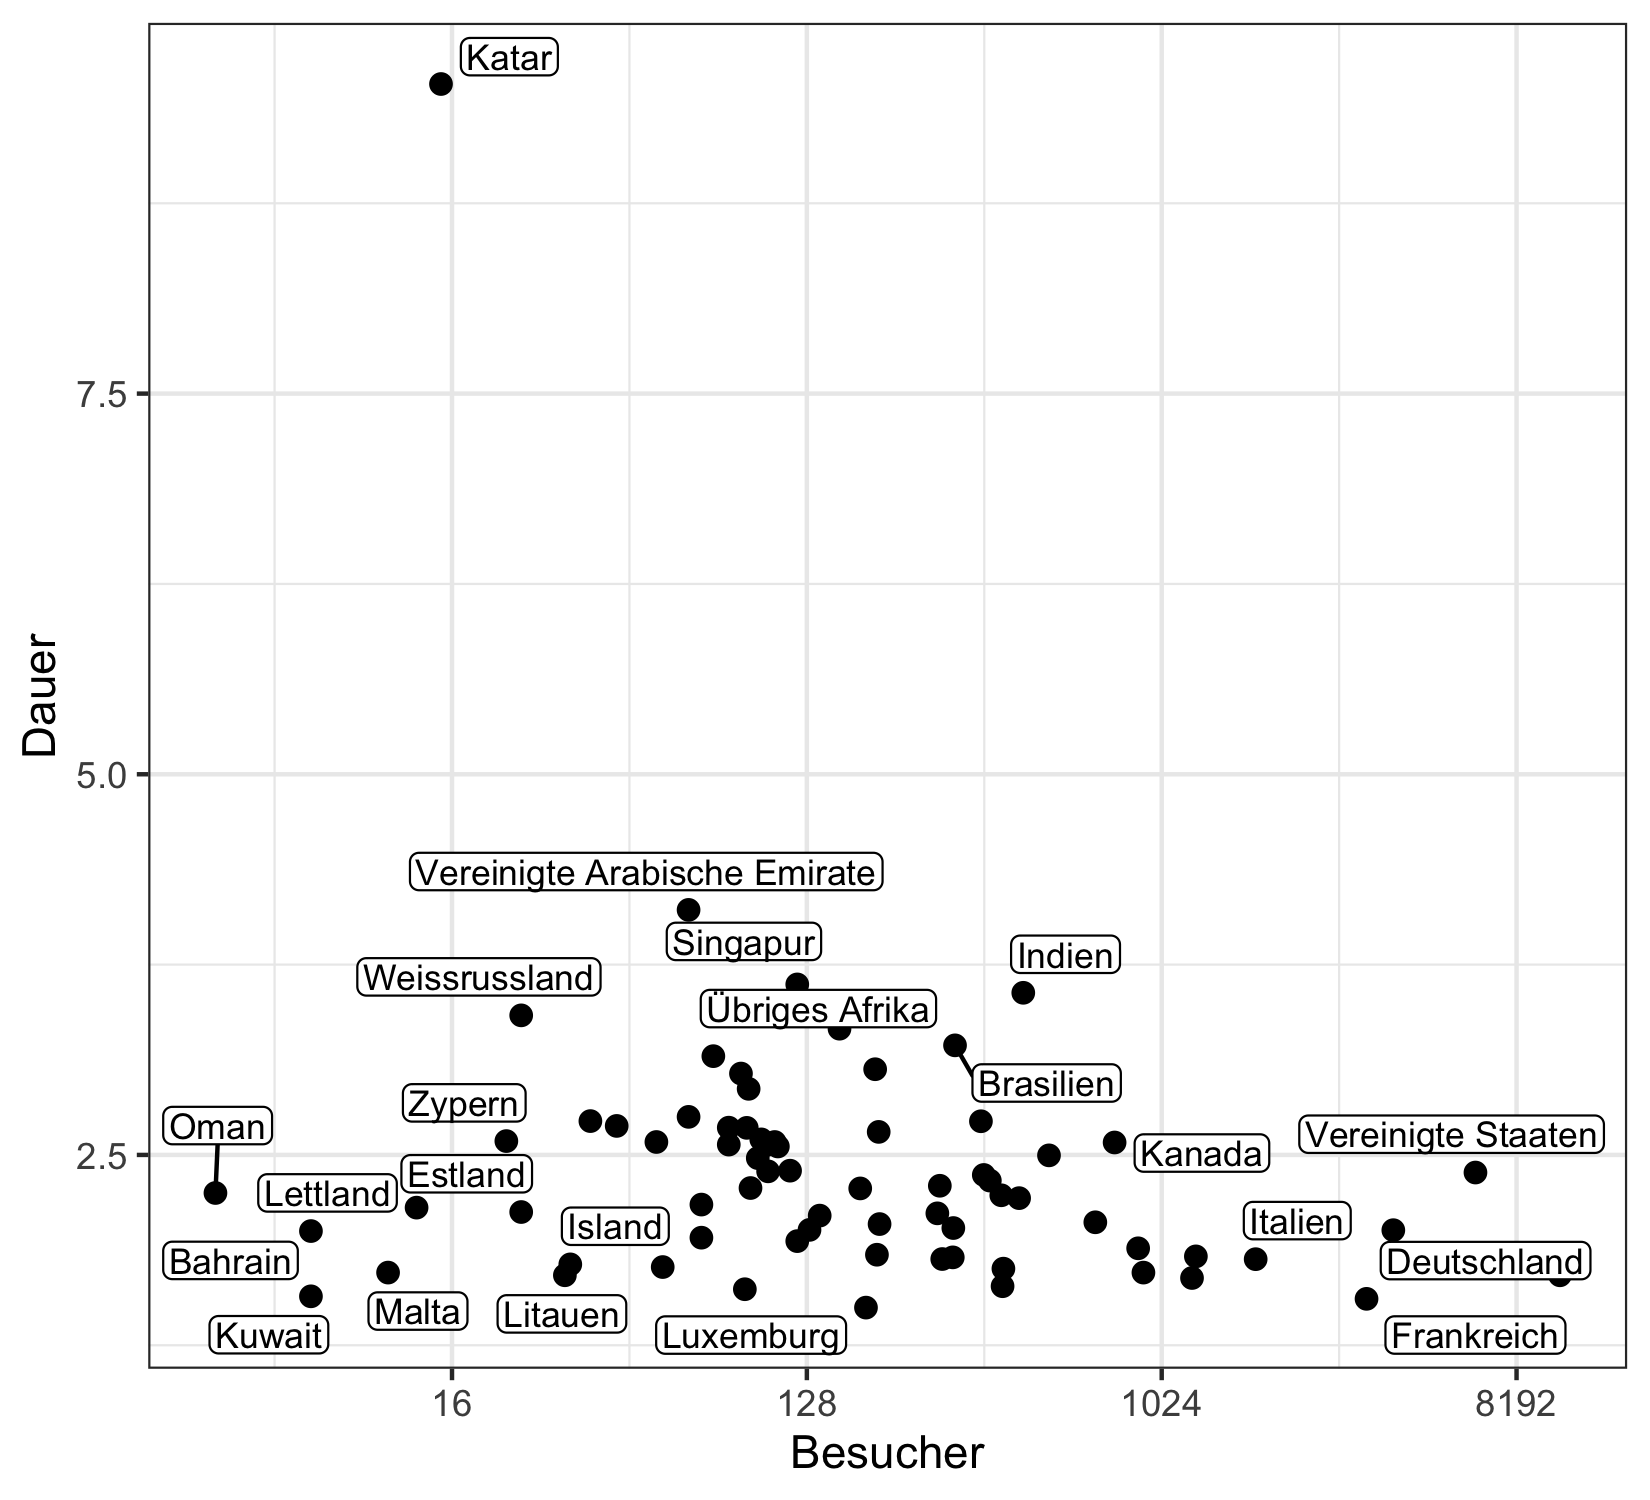 Katar
7.5
5.0
Dauer
Vereinigte Arabische Emirate
Singapur
Indien
Weissrussland
Übriges Afrika
Brasilien
Zypern
Oman
Vereinigte Staaten
2.5
Kanada
Estland
Lettland
Island
Italien
Bahrain
Deutschland
Malta
Litauen
Kuwait
Luxemburg
Frankreich
16
128
1024
8192
Besucher